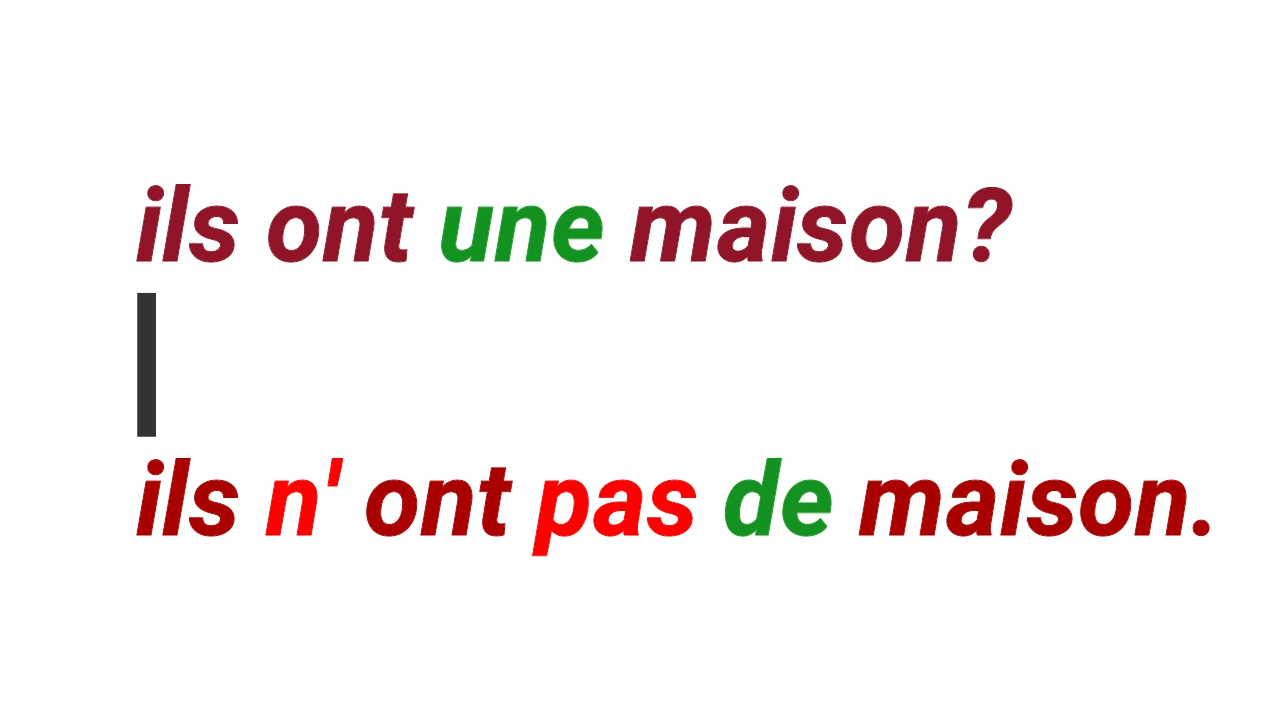 ils ont une maison?
ils n' ont pas de maison.